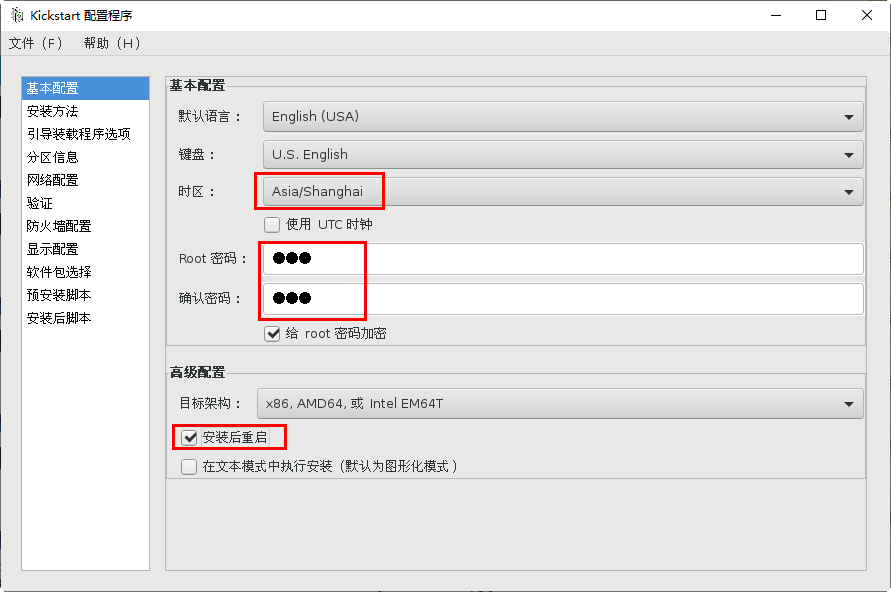 Kickstart 配置程序
文件（F） 帮助（H）
基本配置
安装方法
引导装载程序选项
分区信息
网络配置
验证
防火墙配置
显示配置
软件包选择
预安装脚本
安装后脚本
基本配置
默认语言： English (USA)
键盘： U.S. English
时区： Asia/Shanghai
使用 UTC 时钟
Root 密码： ●●●
确认密码： ●●●
给 root 密码加密
高级配置
目标架构： x86, AMD64, 或 Intel EM64T
安装后重启
在文本模式中执行安装（默认为图形化模式）